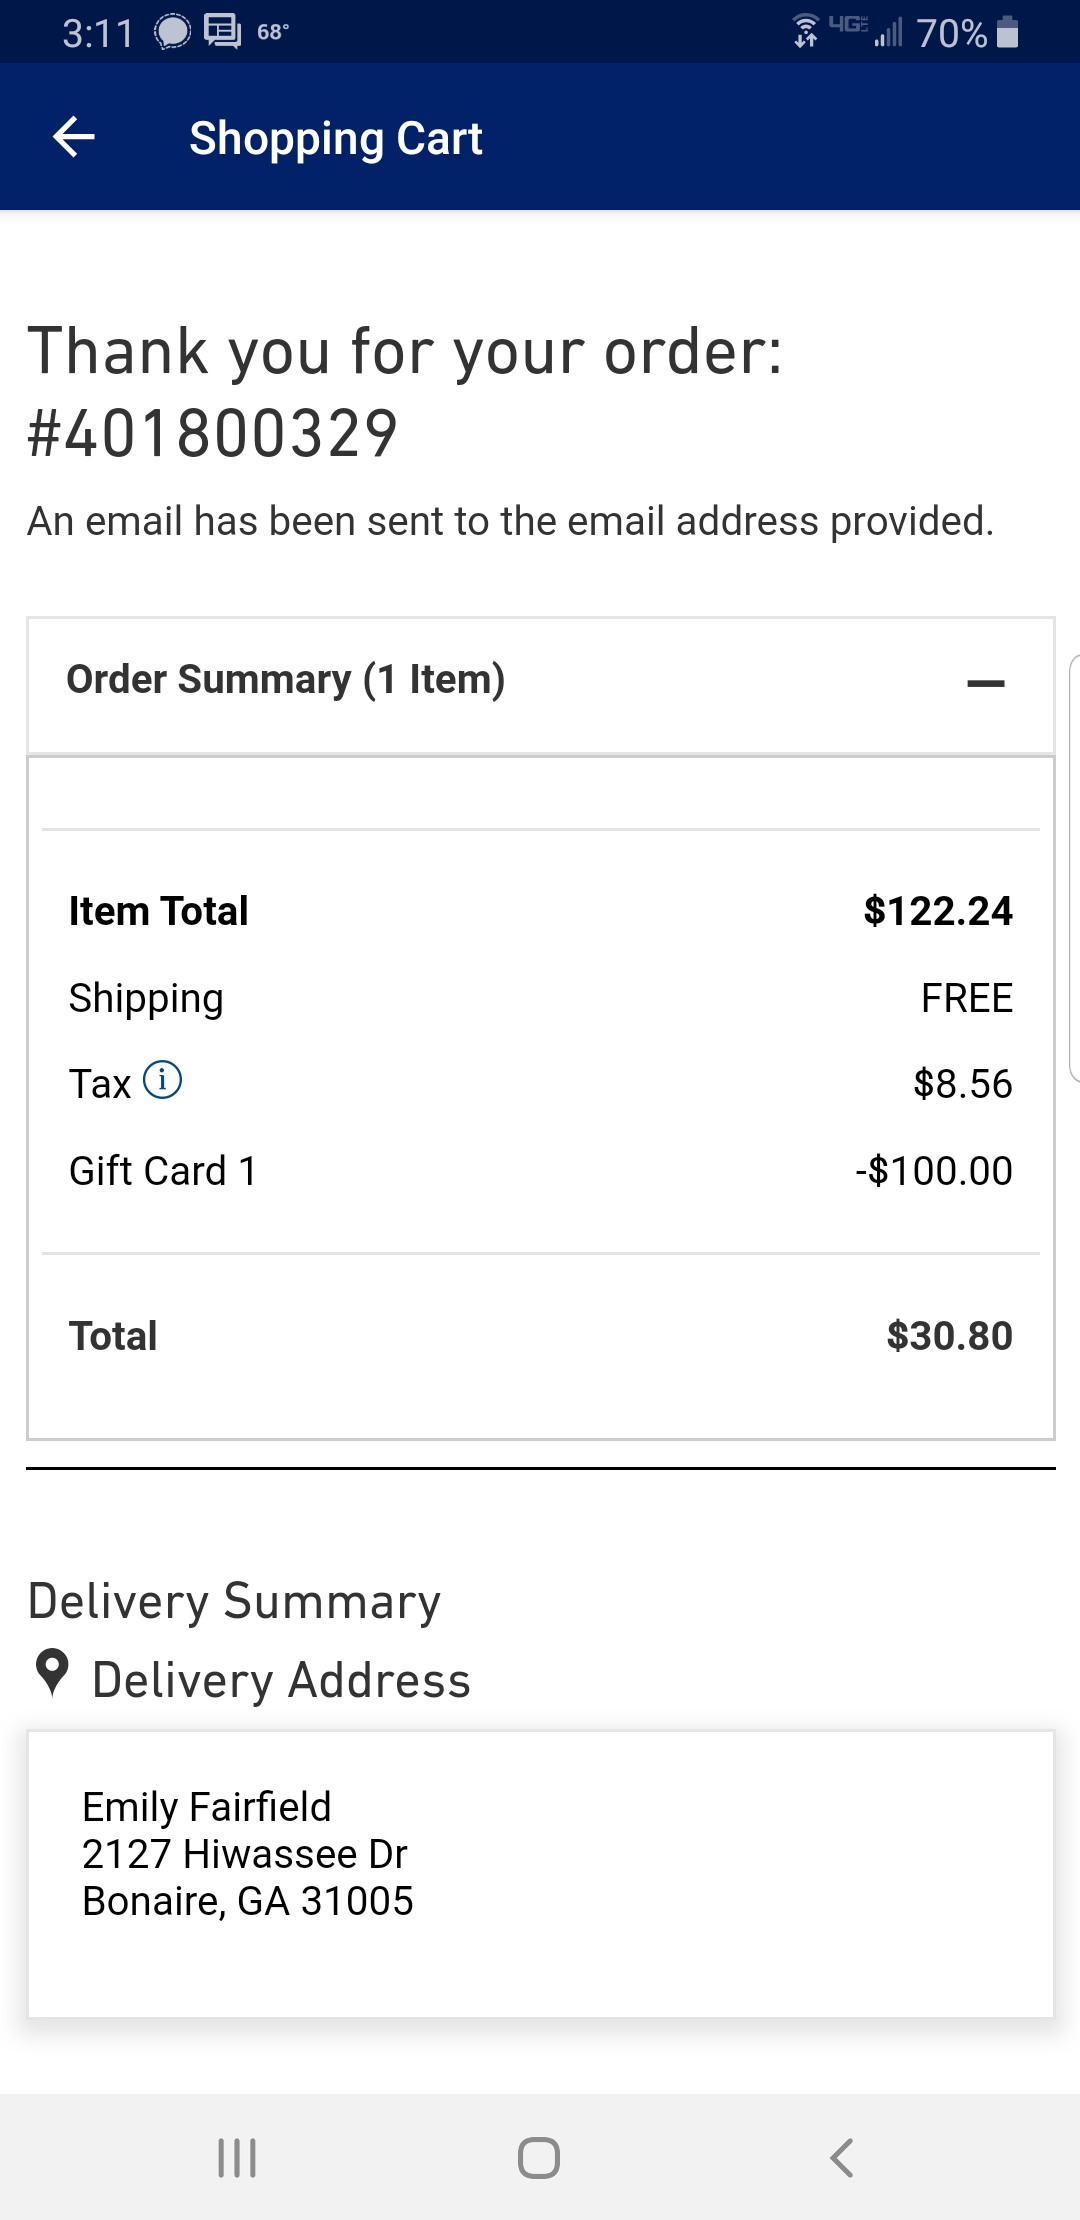 3:11 68° 4G LTE 70%
Shopping Cart
Thank you for your order:
#401800329
An email has been sent to the email address provided.
Order Summary (1 Item)
Item Total $122.24
Shipping FREE
Tax i $8.56
Gift Card 1 -$100.00
Total $30.80
Delivery Summary
Delivery Address
Emily Fairfield
2127 Hiwassee Dr
Bonaire, GA 31005